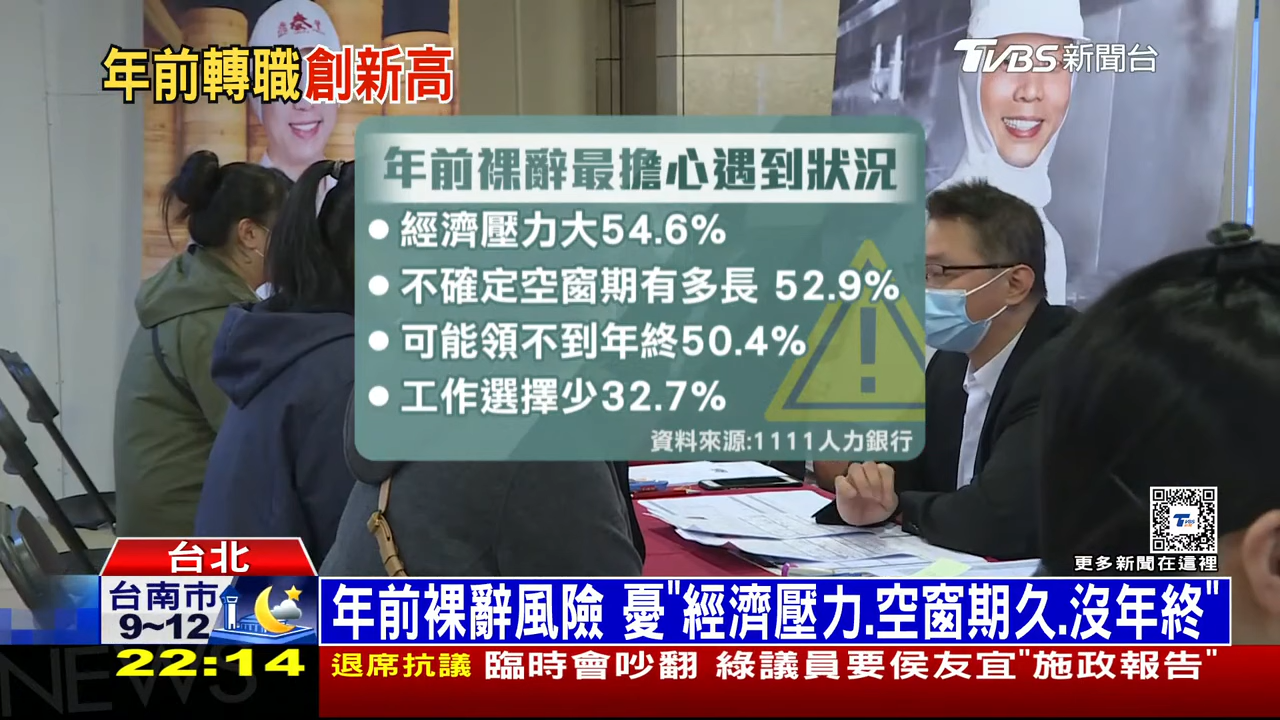 年前轉職創新高
TVBS新聞台
年前裸辭最擔心遇到狀況
● 經濟壓力大54.6%
● 不確定空窗期有多長 52.9%
● 可能領不到年終50.4%
● 工作選擇少32.7%
資料來源:1111人力銀行
TVBS
更多新聞在這裡
台北
台南市
9~12
年前裸辭風險 憂"經濟壓力.空窗期久.沒年終"
22:14
退席抗議 臨時會吵翻 綠議員要侯友宜"施政報告"
NEWS